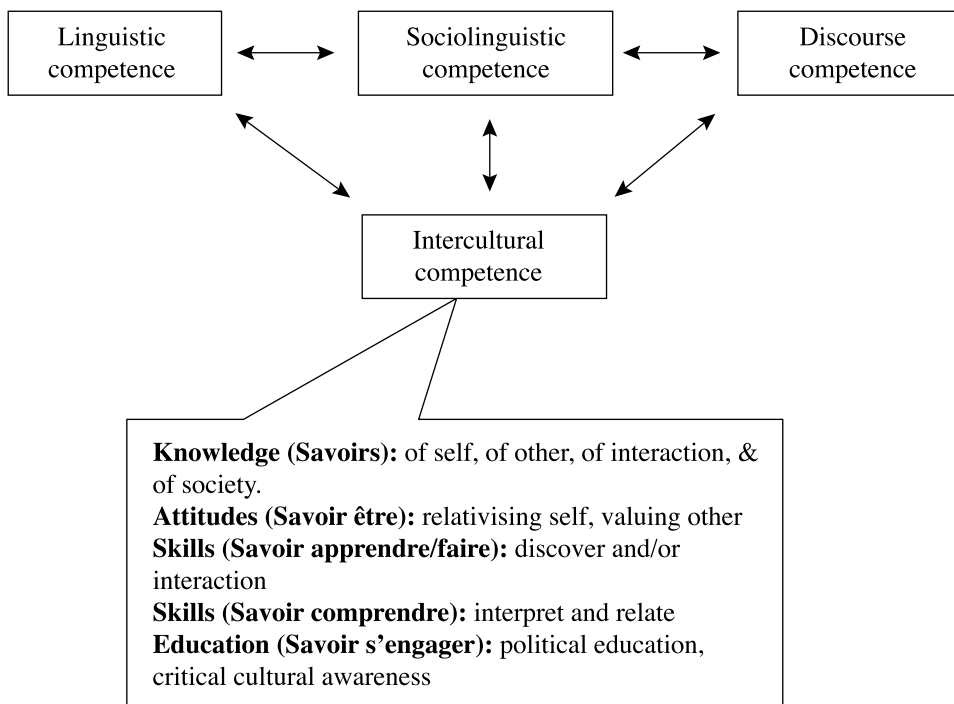 Linguistic
competence
Sociolinguistic
competence
Discourse
competence
Intercultural
competence
Knowledge (Savoirs): of self, of other, of interaction, &
of society.
Attitudes (Savoir être): relativising self, valuing other
Skills (Savoir apprendre/faire): discover and/or
interaction
Skills (Savoir comprendre): interpret and relate
Education (Savoir s’engager): political education,
critical cultural awareness